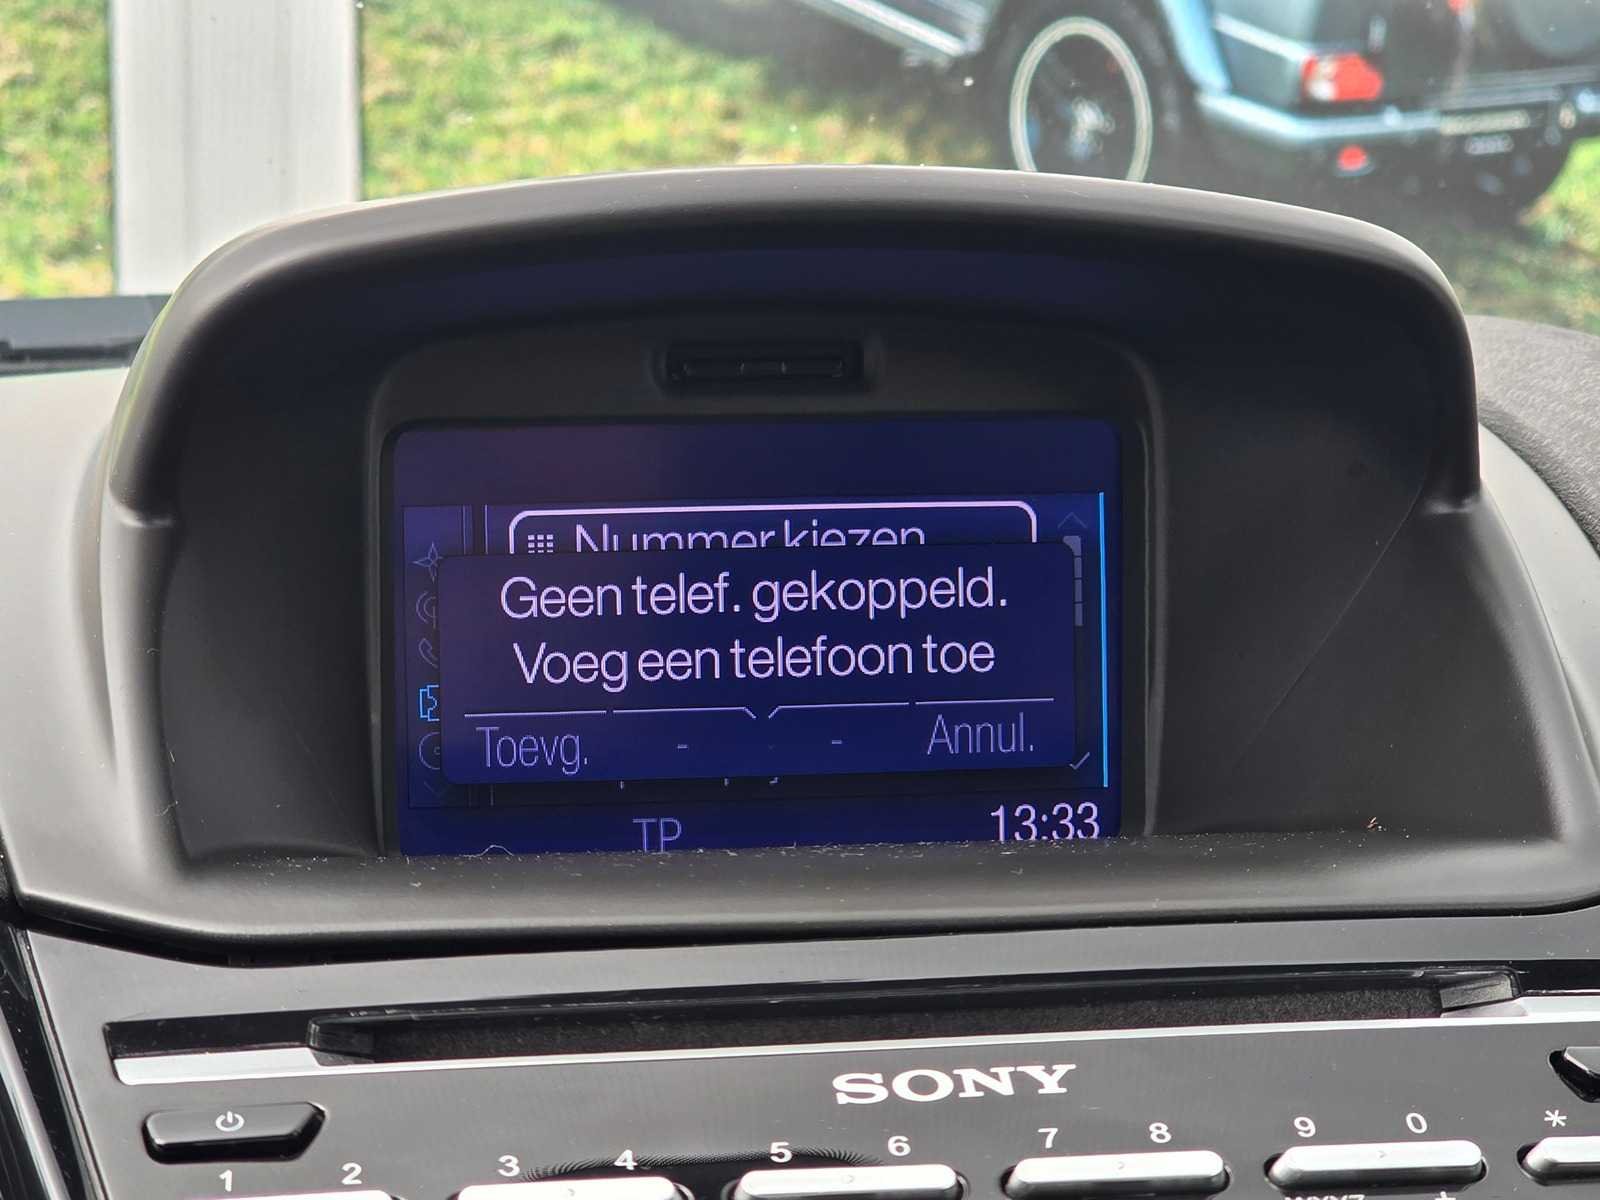 Nummer kiezen
Geen telef. gekoppeld.
Voeg een telefoon toe
Toevg. - - Annul.
TP 13:33
SONY
1 2 3 4 5 6 7 8 9 0 *